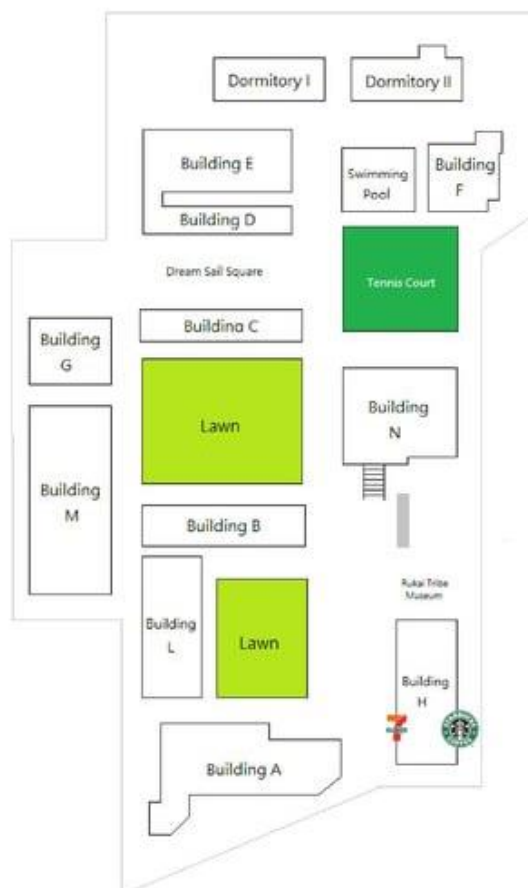 Dormitory I
Dormitory II
Building E
Swimming
Pool
Building
F
Building D
Dream Sail Square
Tennis Court
Building C
Building
G
Lawn
Building
N
Building
M
Building B
Rukai Tribe
Museum
Building
L
Lawn
Building
H
7
Building A